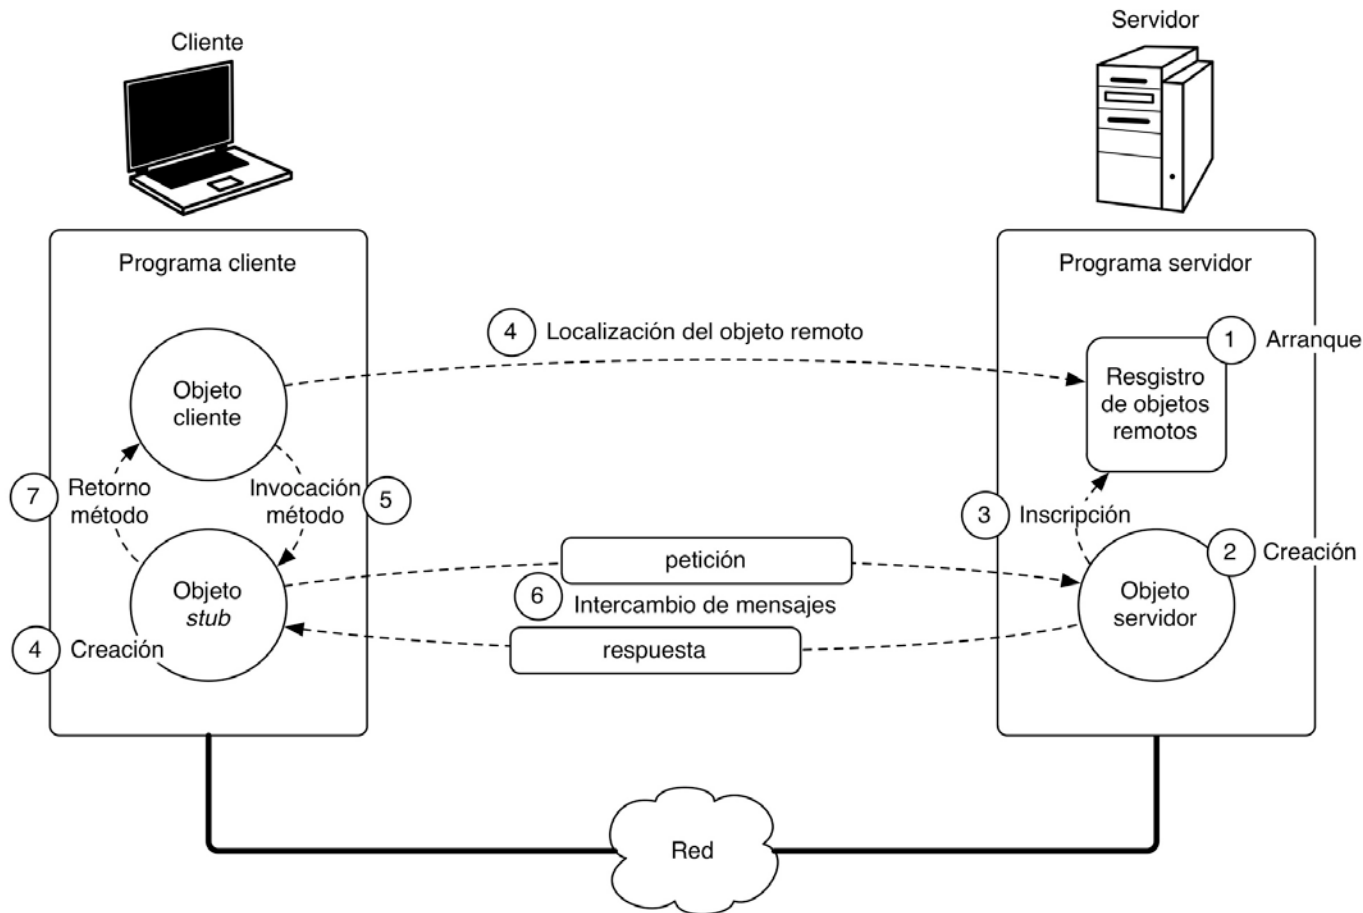 Cliente
Servidor
Programa cliente
Programa servidor
4 Localización del objeto remoto
1 Arranque
Objeto
cliente
Resgistro
de objetos
remotos
7 Retorno
método
Invocación
método 5
3 Inscripción
2 Creación
petición
Objeto
stub
6 Intercambio de mensajes
Objeto
servidor
4 Creación
respuesta
Red